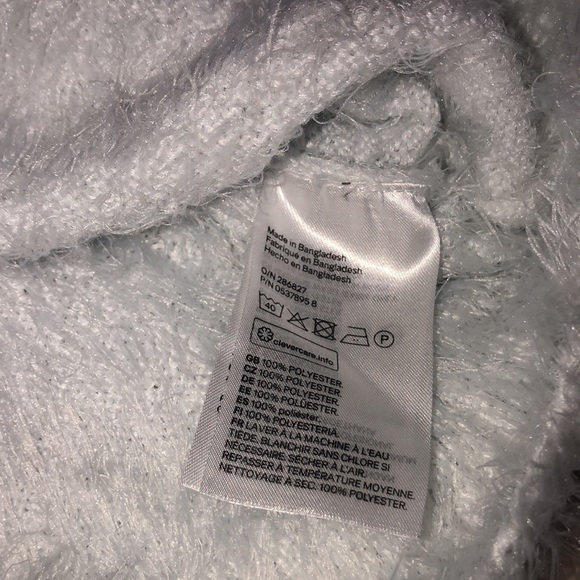 Made in Bangladesh
Fabriqué en Bangladesh
Hecho en Bangladesh
O/N 286827
P/N 0537895 8
40
P
clevercare.info
GB 100% POLYESTER.
CZ 100% POLYESTER.
DE 100% POLYESTER.
EE 100% POLÜESTER.
ES 100% poliéster.
FI 100% POLYESTERIA.
FR LAVER À LA MACHINE À L'EAU
TIÈDE. BLANCHIR SANS CHLORE SI
NÉCESSAIRE. SÉCHER À L'AIR.
REPASSER À TEMPÉRATURE MOYENNE.
NETTOYAGE À SEC. 100% POLYESTER.